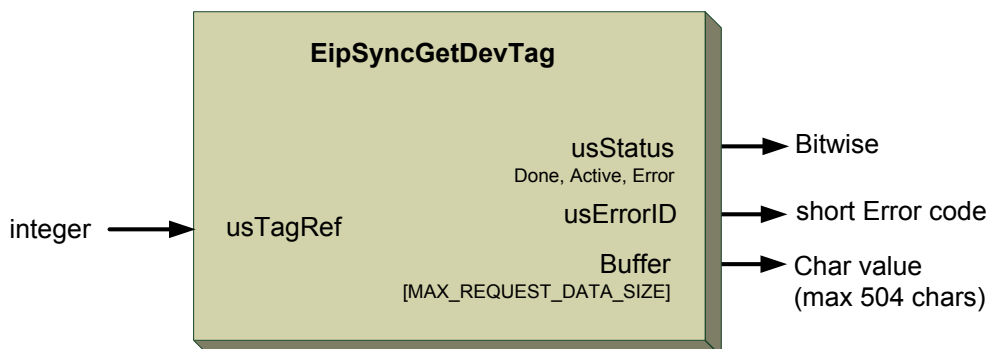 EipSyncGetDevTag
usStatus
Done, Active, Error
Bitwise
usErrorID
short Error code
integer
usTagRef
Buffer
[MAX_REQUEST_DATA_SIZE]
Char value
(max 504 chars)